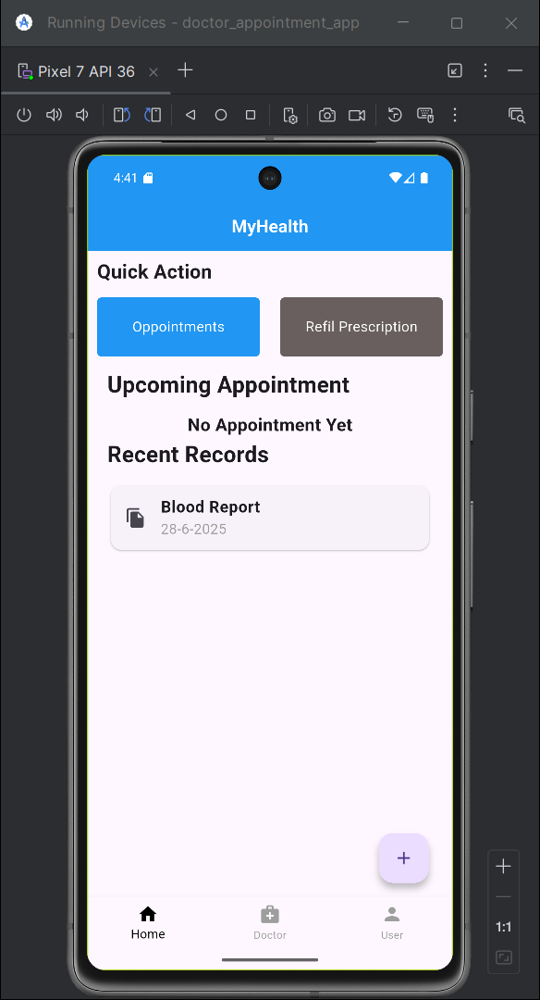 Running Devices - doctor_appointment_app
Pixel 7 API 36
4:41
MyHealth
Quick Action
Oppointments
Refil Prescription
Upcoming Appointment
No Appointment Yet
Recent Records
Blood Report
28-6-2025
Home
Doctor
User
1:1